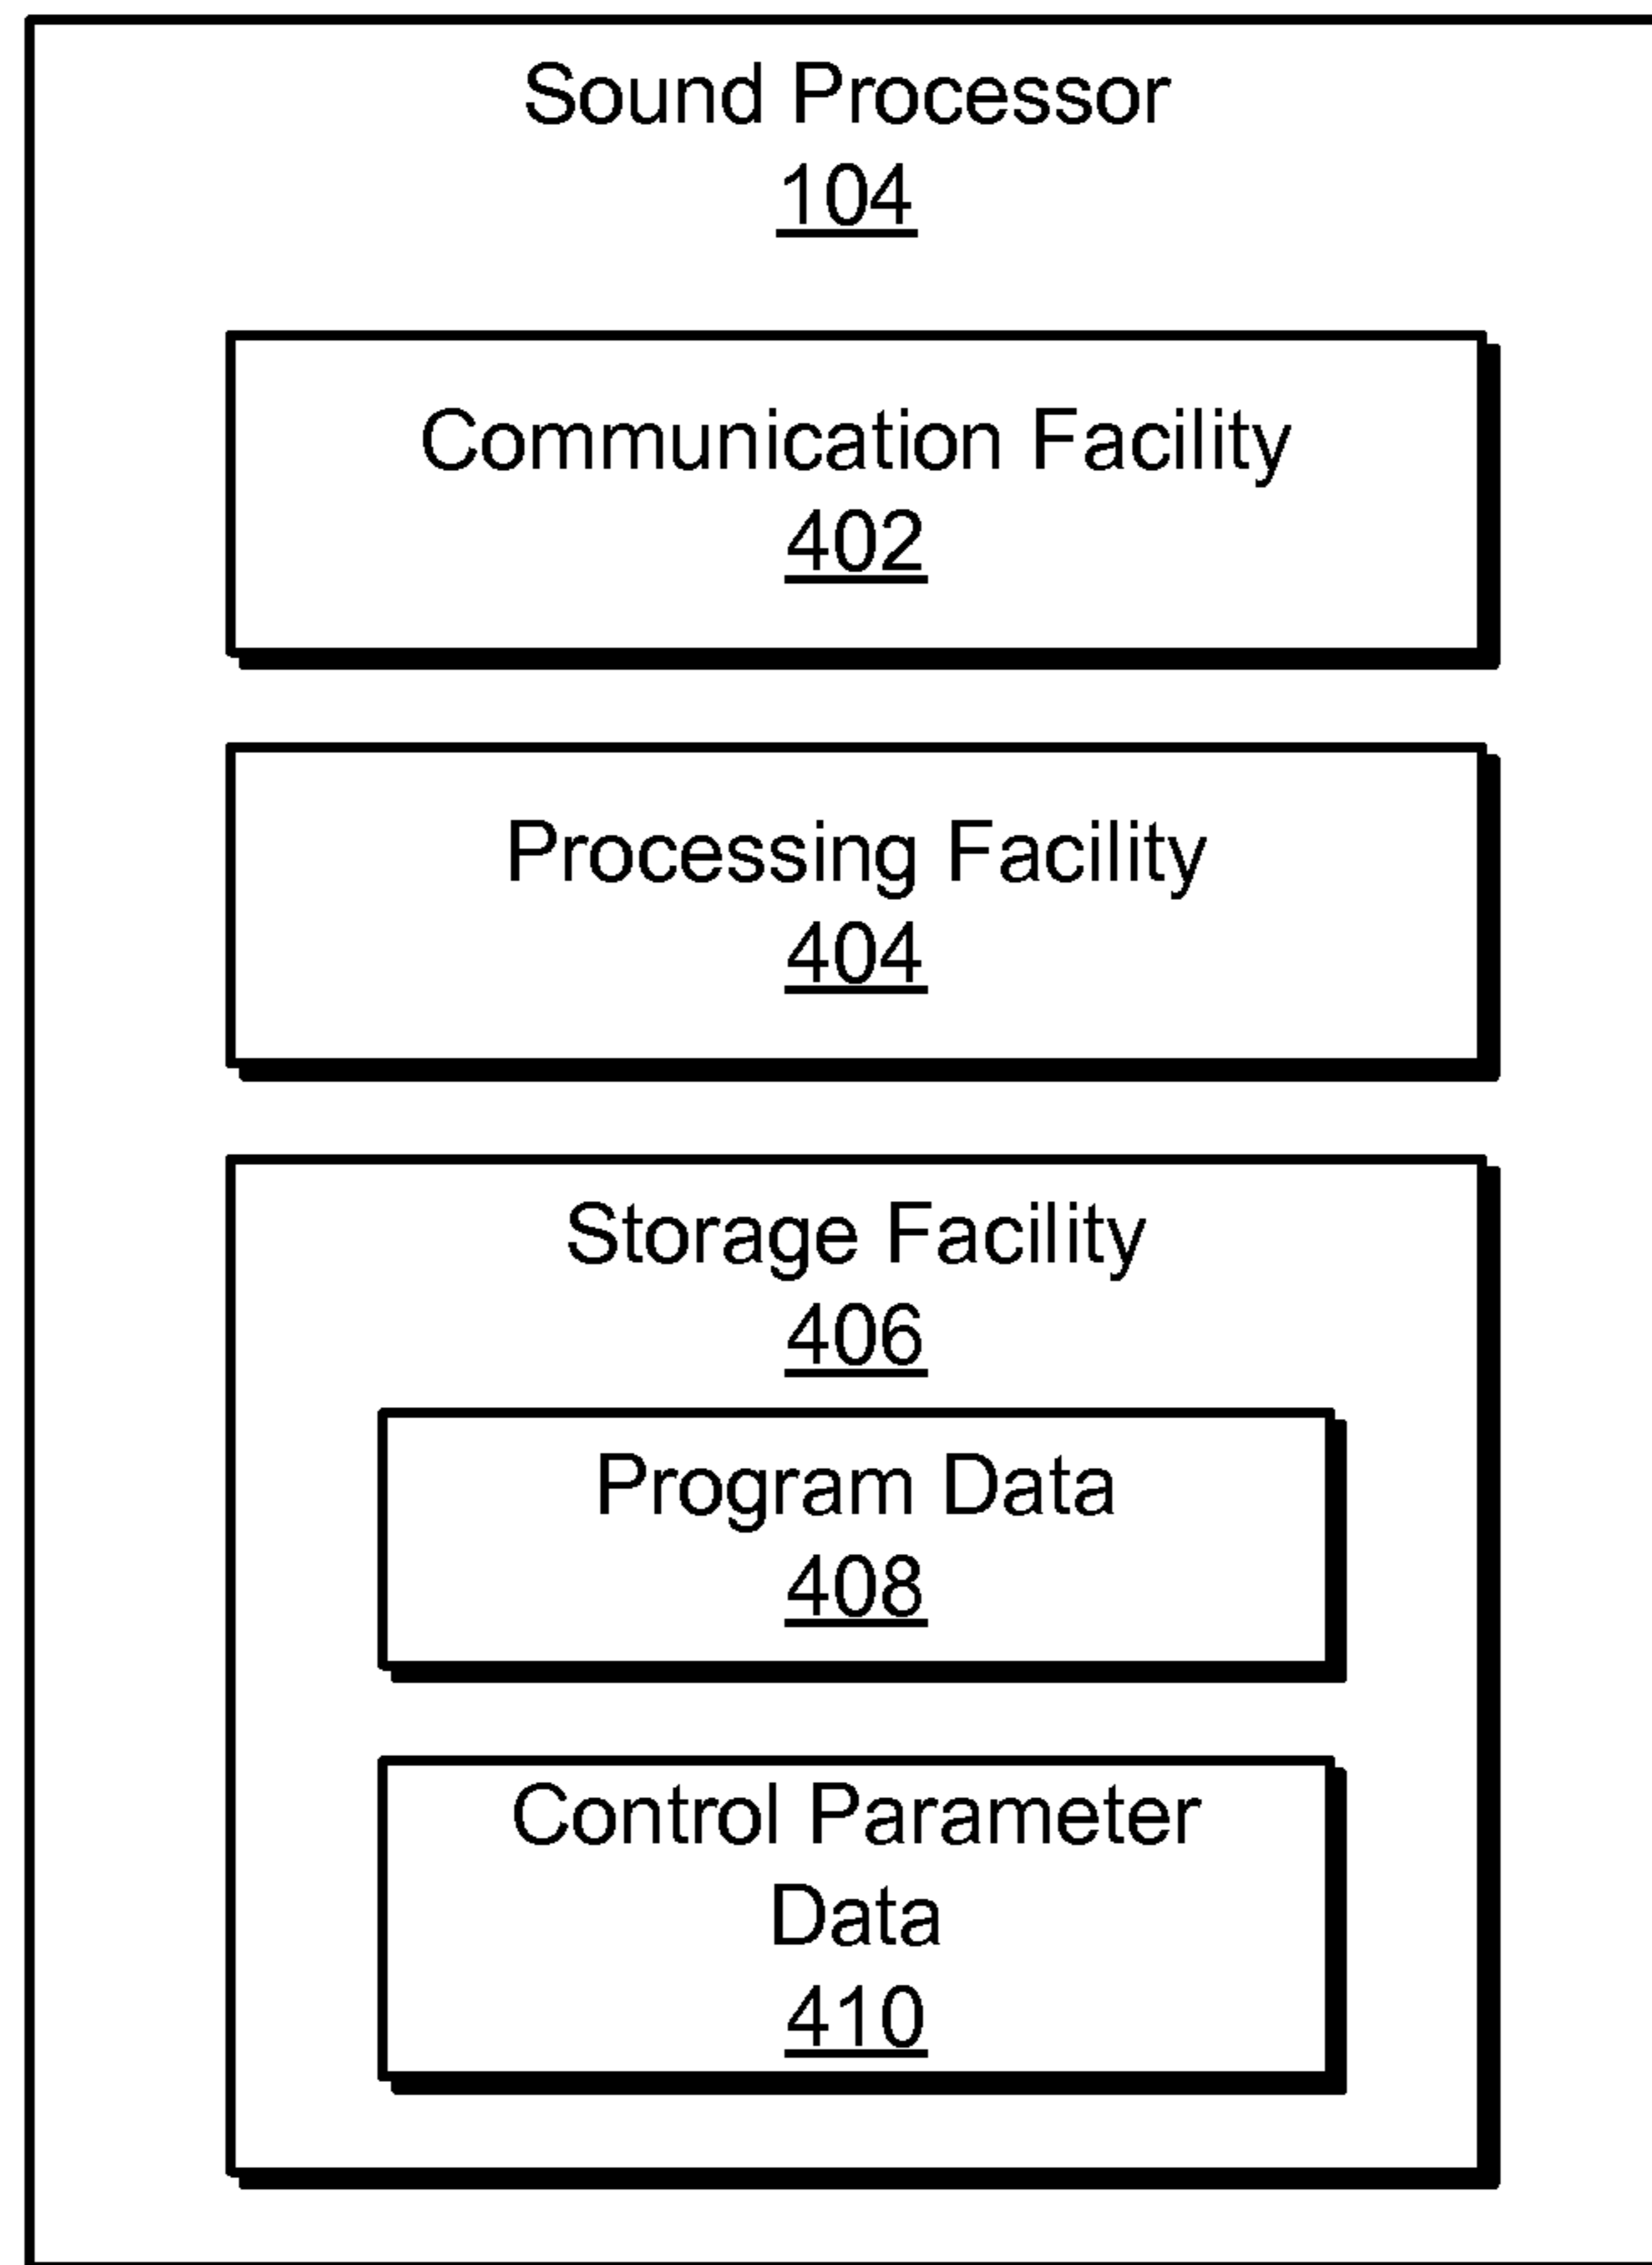 Sound Processor
104
Communication Facility
402
Processing Facility
404
Storage Facility
406
Program Data
408
Control Parameter
Data
410